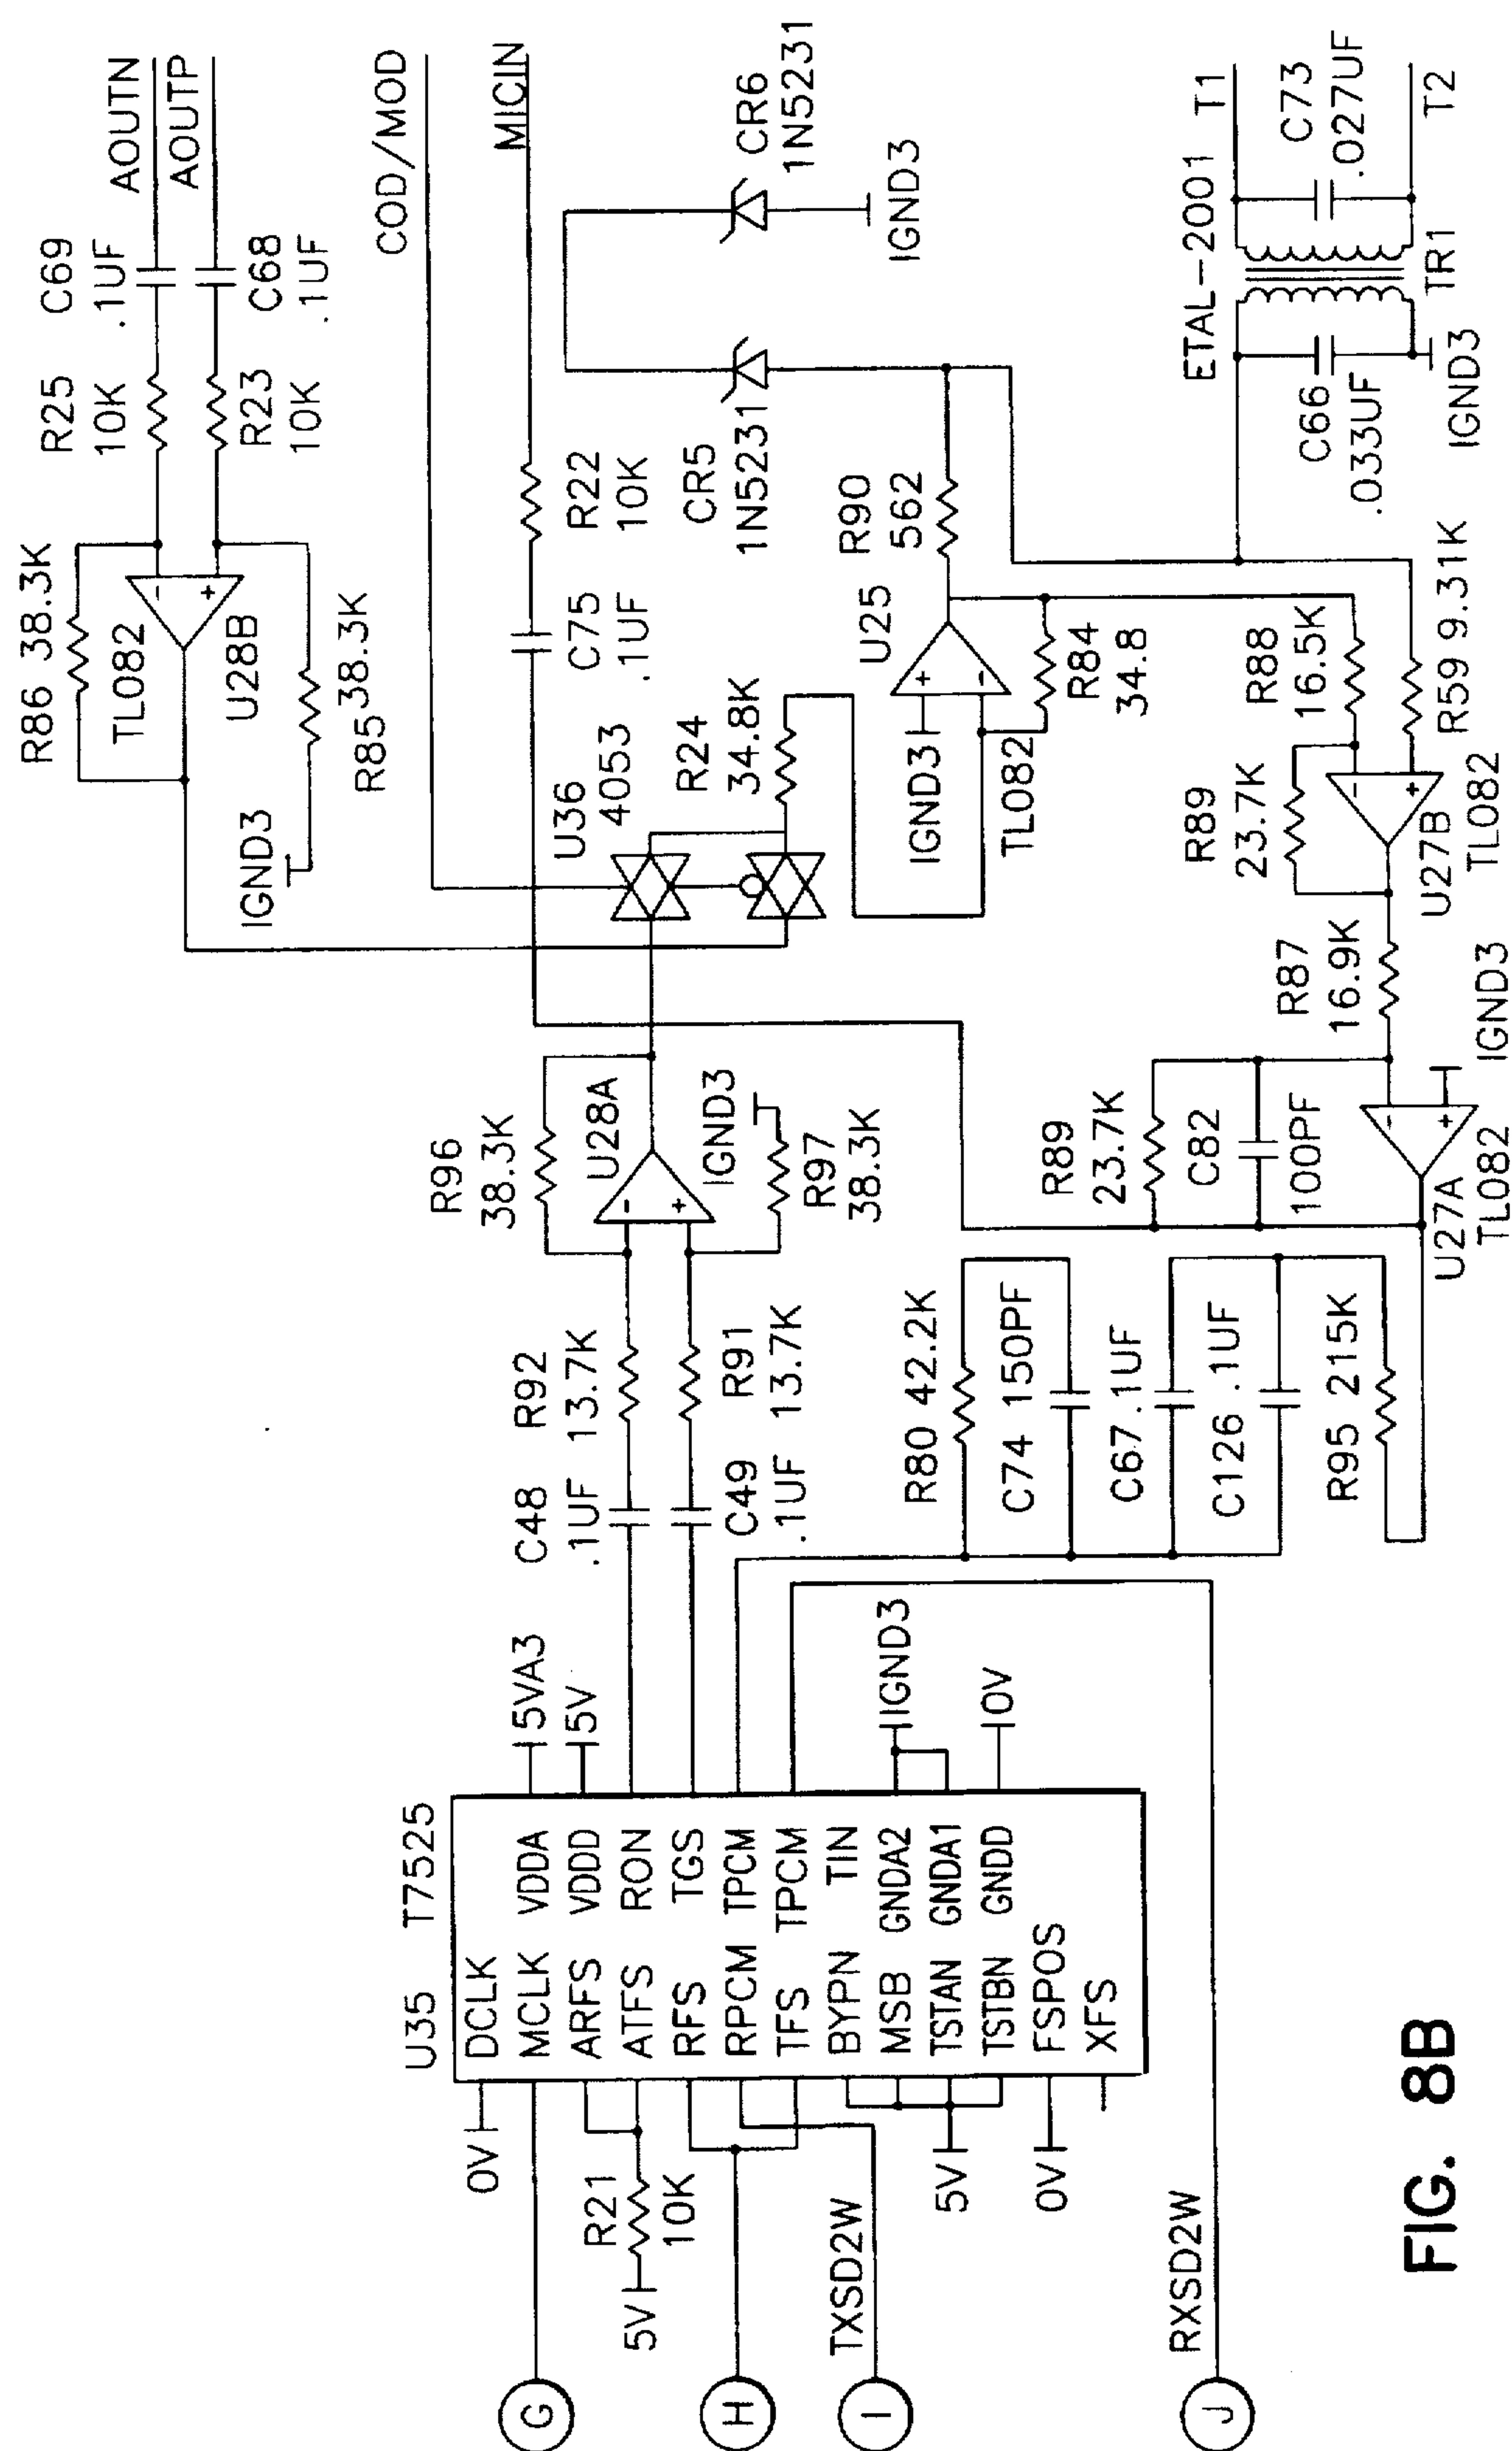 U35 T7525
DCLK
MCLK VDDA
ARFS VDDD
ATFS RON
RFS TGS
RPCM TPCM
TFS TPCM
BYPN TIN
MSB GNDA2
TSTAN GNDA1
TSTBN GNDD
FSPOS
XFS
0V
5V
R21
10K
TXSD2W
5V
0V
RXSD2W
G
H
I
J
5VA3
5V
IGND3
0V
C48
.1UF
R92
13.7K
C49
.1UF
R91
13.7K
R96
38.3K
U28A
IGND3
R97
38.3K
R80 42.2K
C74 150PF
C67 .1UF
C126 .1UF
R95 215K
R89
23.7K
C82
100PF
U27A
TL082
IGND3
R87
16.9K
R89
23.7K
U27B
TL082
R88
16.5K
R59 9.31K
-
+
-
+
-
+
R86 38.3K
TL082
U28B
R85 38.3K
IGND3
-
+
R25
10K
C69
.1UF
AOUTN
AOUTP
R23
10K
C68
.1UF
COD/MOD
MICIN
U36
4053
C75
.1UF
R22
10K
R24
34.8K
CR5
1N5231
CR6
1N5231
IGND3
U25
R90
562
IGND3
+
-
TL082
R84
34.8
ETAL-2001
T1
C73
.027UF
T2
TR1
C66
.033UF
IGND3
FIG. 8B